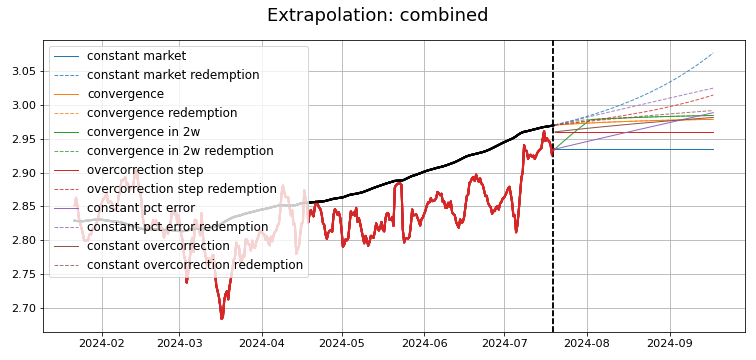 Extrapolation: combined
constant market
constant market redemption
convergence
convergence redemption
convergence in 2w
convergence in 2w redemption
overcorrection step
overcorrection step redemption
constant pct error
constant pct error redemption
constant overcorrection
constant overcorrection redemption
3.05
3.00
2.95
2.90
2.85
2.80
2.75
2.70
2024-02 2024-03 2024-04 2024-05 2024-06 2024-07 2024-08 2024-09